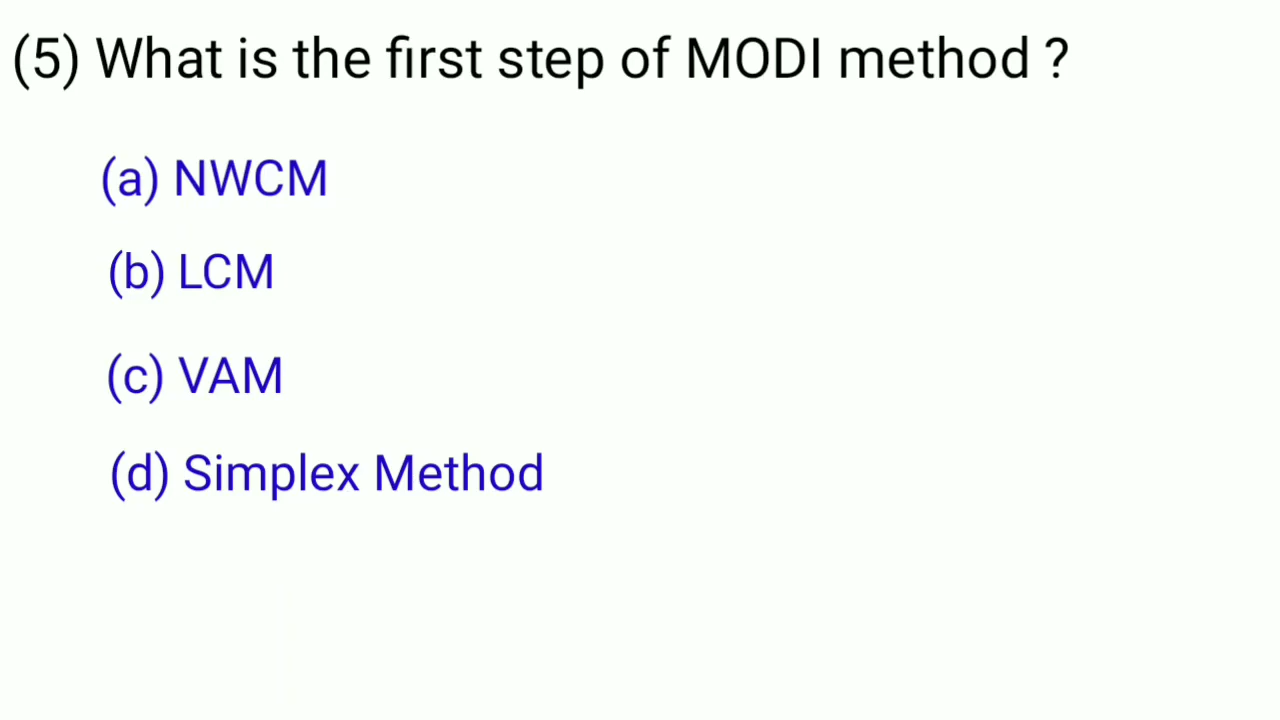 (5) What is the first step of MODI method ?
(a) NWCM
(b) LCM
(c) VAM
(d) Simplex Method